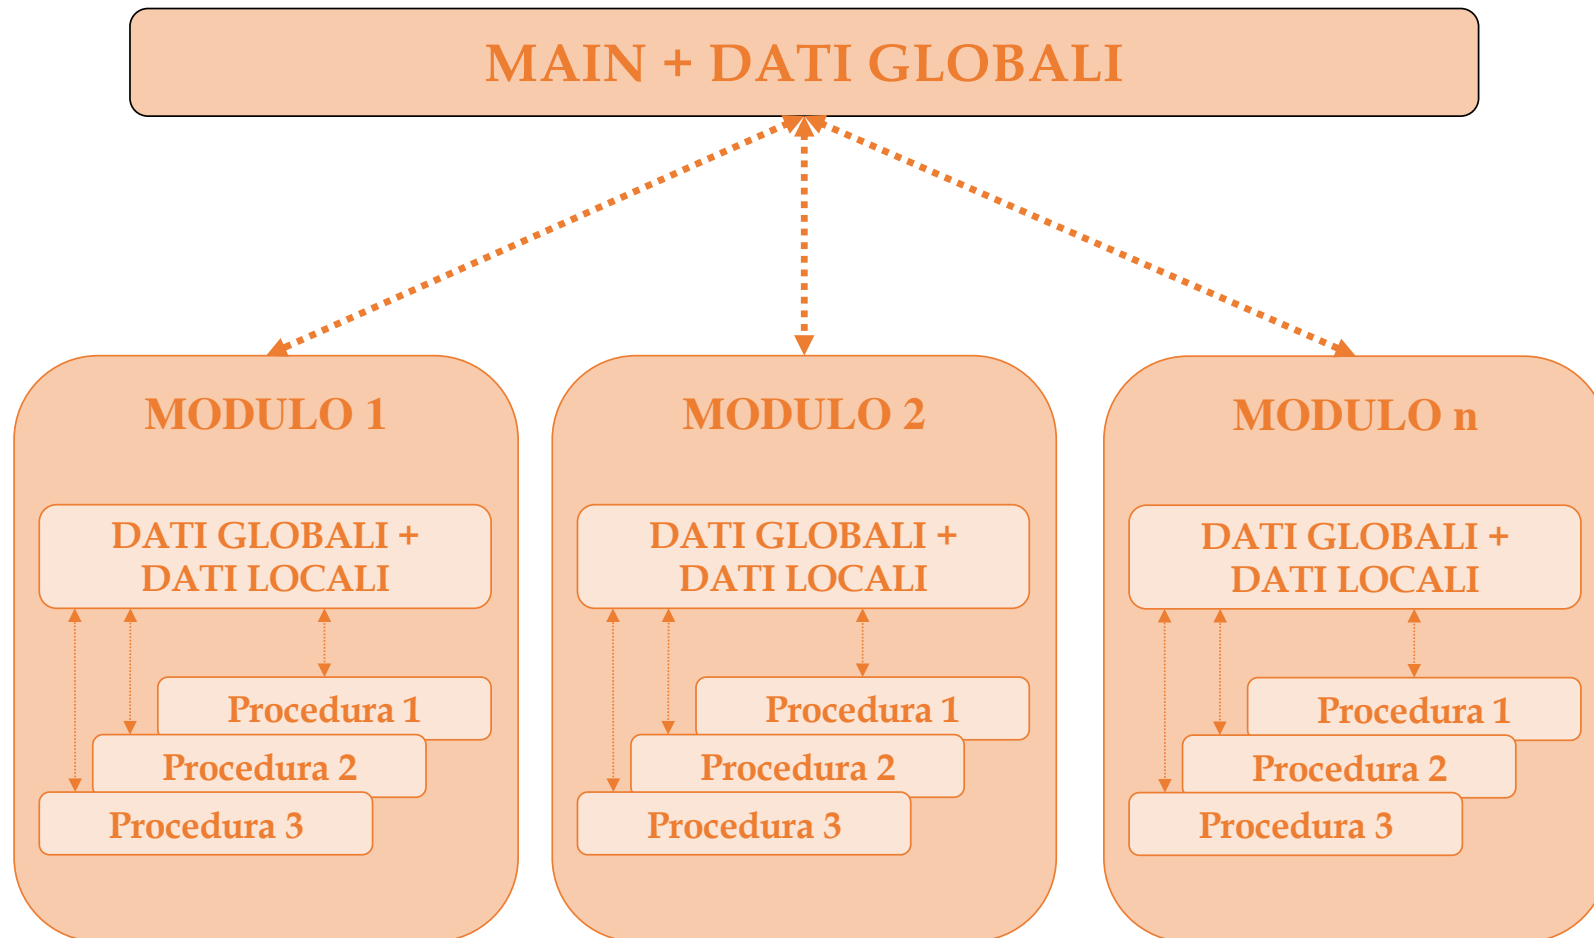 MAIN + DATI GLOBALI
MODULO 1
DATI GLOBALI +
DATI LOCALI
Procedura 1
Procedura 2
Procedura 3
MODULO 2
DATI GLOBALI +
DATI LOCALI
Procedura 1
Procedura 2
Procedura 3
MODULO n
DATI GLOBALI +
DATI LOCALI
Procedura 1
Procedura 2
Procedura 3